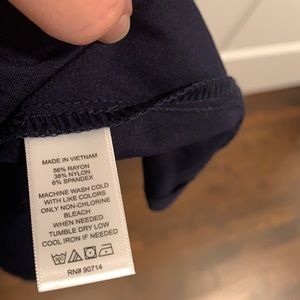 MADE IN VIETNAM
56% RAYON
38% NYLON
6% SPANDEX
MACHINE WASH COLD
WITH LIKE COLORS
ONLY NON-CHLORINE
BLEACH
WHEN NEEDED
TUMBLE DRY LOW
COOL IRON IF NEEDED
RN# 90714